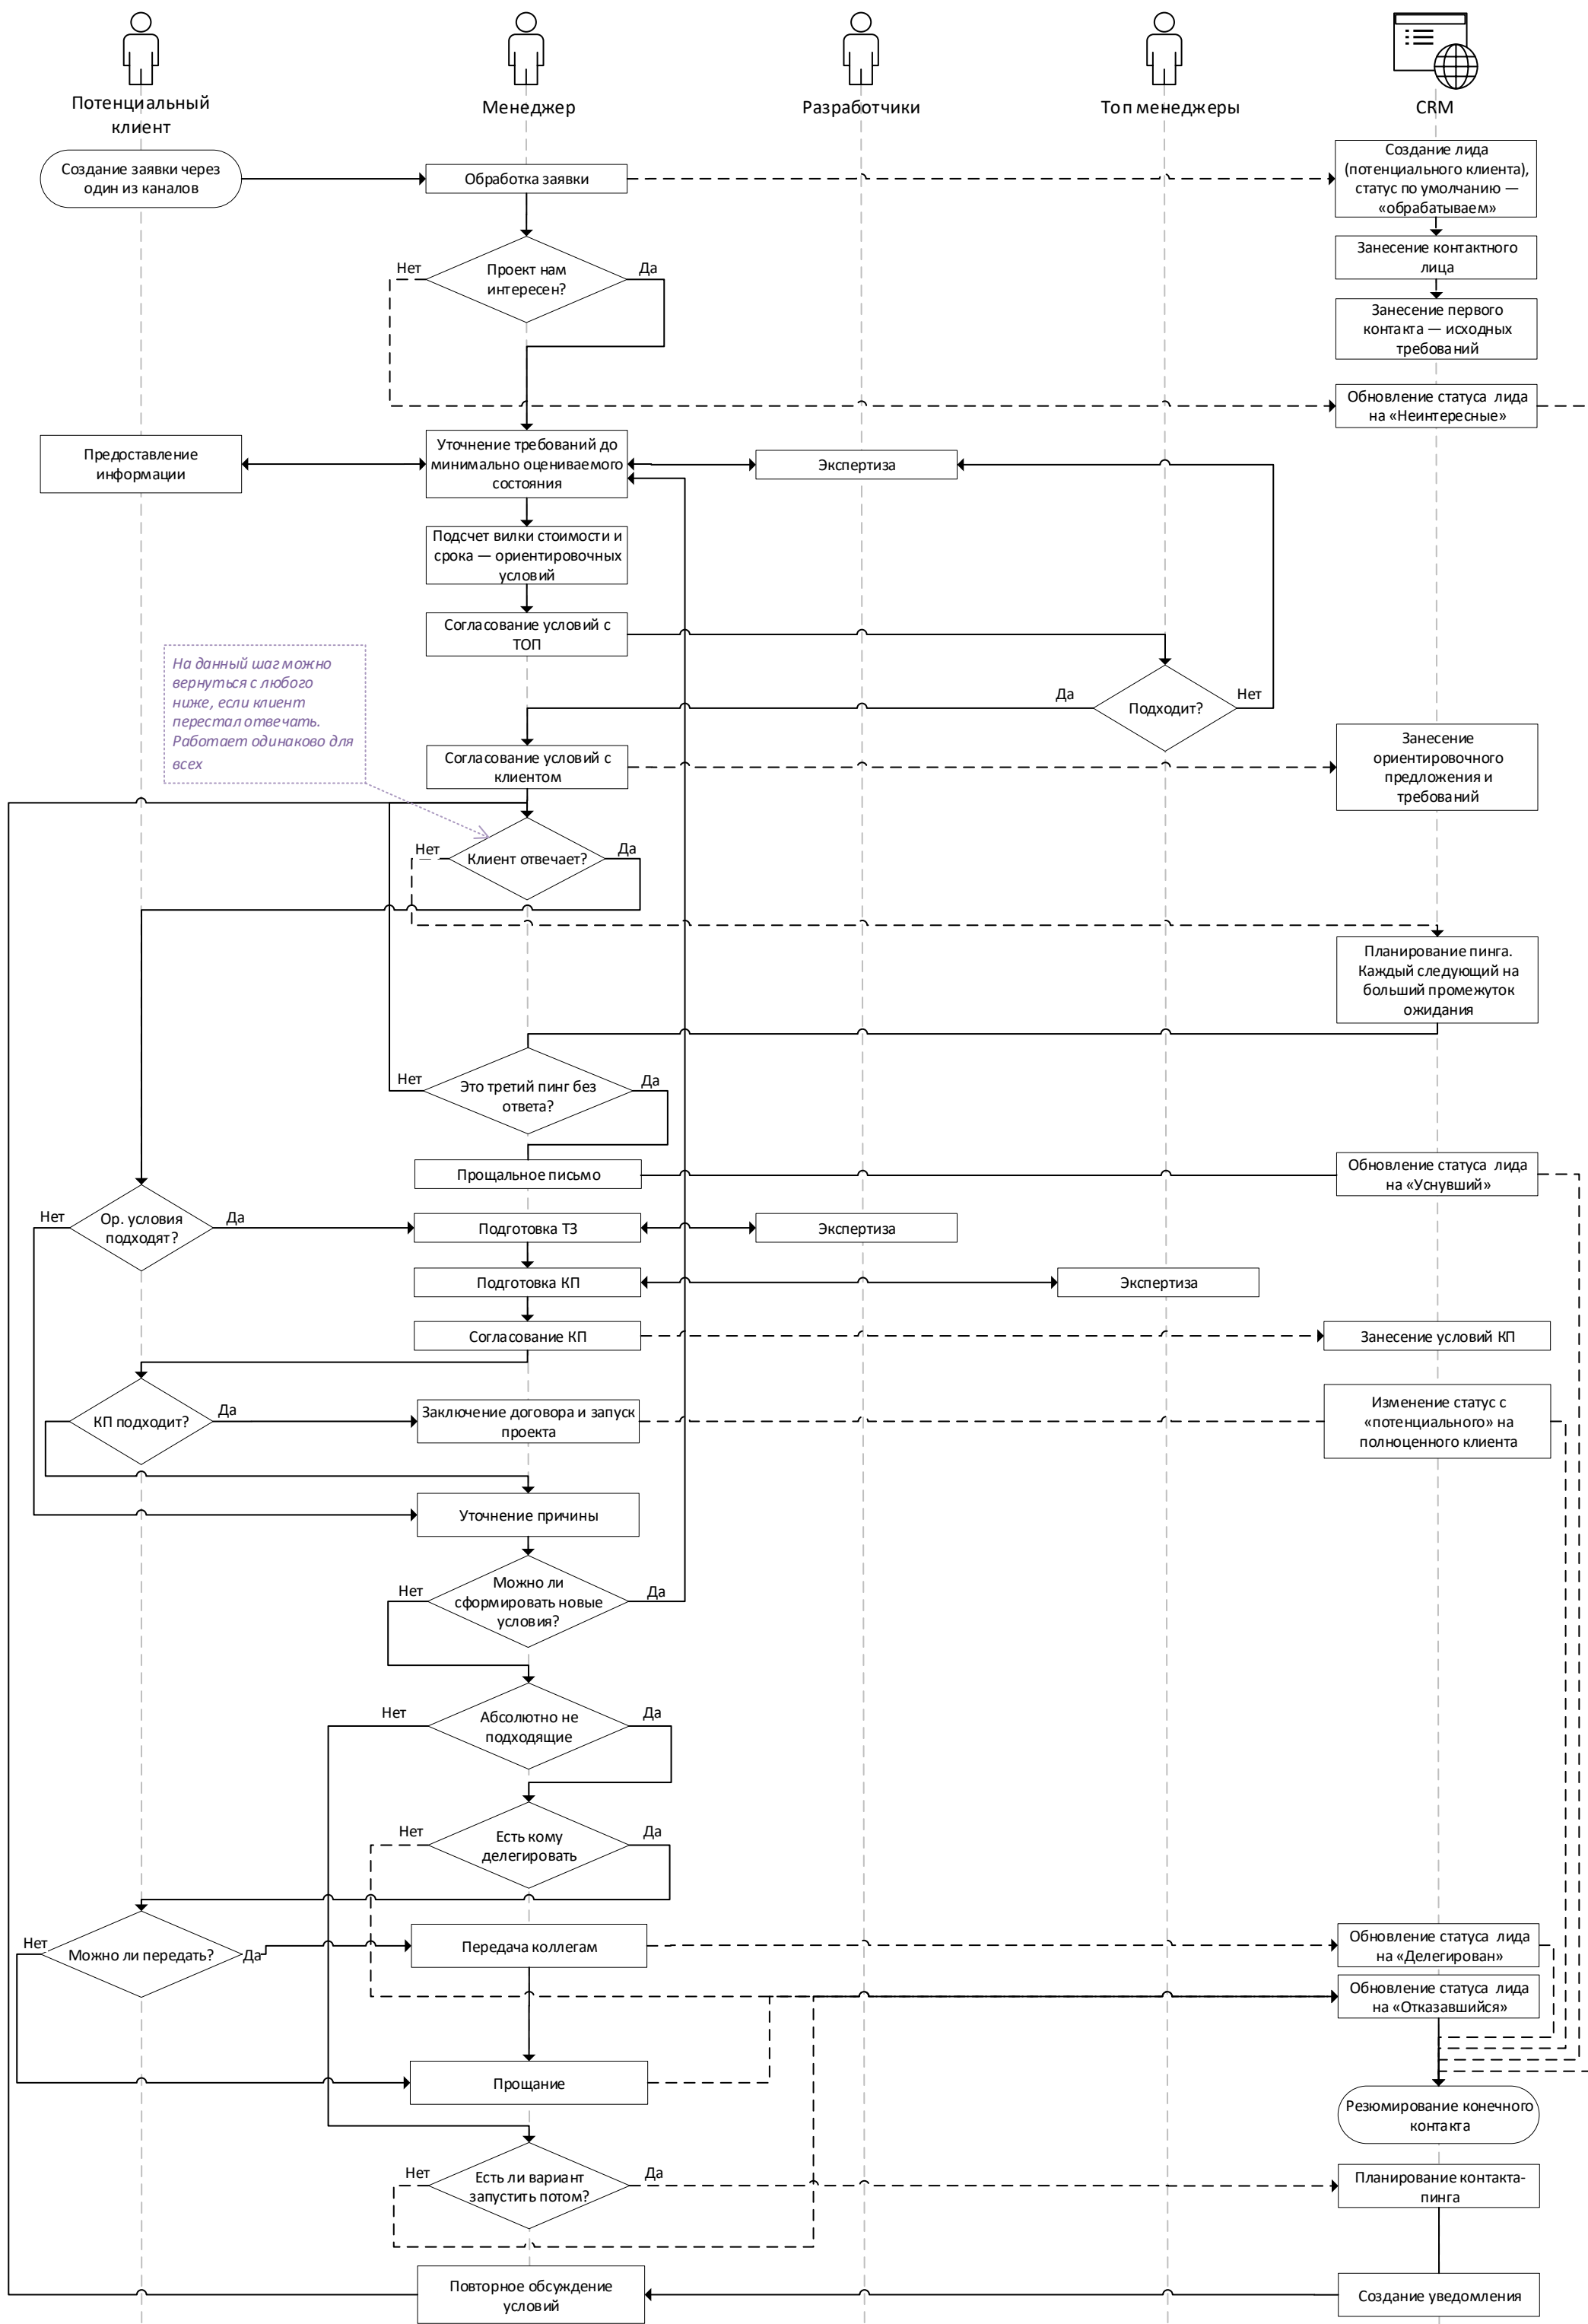 Потенциальный
клиент
Менеджер
Разработчики
Топ менеджеры
CRM
Создание заявки через
один из каналов
Обработка заявки
Создание лида
(потенциального клиента),
статус по умолчанию —
«обрабатываем»
Занесение контактного
лица
Нет
Проект нам
интересен?
Да
Занесение первого
контакта — исходных
требований
Обновление статуса лида
на «Неинтересные»
Предоставление
информации
Уточнение требований до
минимально оцениваемого
состояния
Экспертиза
Подсчет вилки стоимости и
срока — ориентировочных
условий
Согласование условий с
ТОП
На данный шаг можно
вернуться с любого
ниже, если клиент
перестал отвечать.
Работает одинаково для
всех
Да
Подходит?
Нет
Согласование условий с
клиентом
Занесение
ориентировочного
предложения и
требований
Нет
Клиент отвечает?
Да
Планирование пинга.
Каждый следующий на
больший промежуток
ожидания
Нет
Это третий пинг без
ответа?
Да
Прощальное письмо
Обновление статуса лида
на «Уснувший»
Нет
Ор. условия
подходят?
Да
Подготовка ТЗ
Экспертиза
Подготовка КП
Экспертиза
Согласование КП
Занесение условий КП
КП подходит?
Да
Заключение договора и запуск
проекта
Изменение статус с
«потенциального» на
полноценного клиента
Уточнение причины
Нет
Можно ли
сформировать новые
условия?
Да
Нет
Абсолютно не
подходящие
Да
Нет
Есть кому
делегировать
Да
Нет
Можно ли передать?
Да
Передача коллегам
Обновление статуса лида
на «Делегирован»
Обновление статуса лида
на «Отказавшийся»
Прощание
Резюмирование конечного
контакта
Нет
Есть ли вариант
запустить потом?
Да
Планирование контакта-
пинга
Повторное обсуждение
условий
Создание уведомления